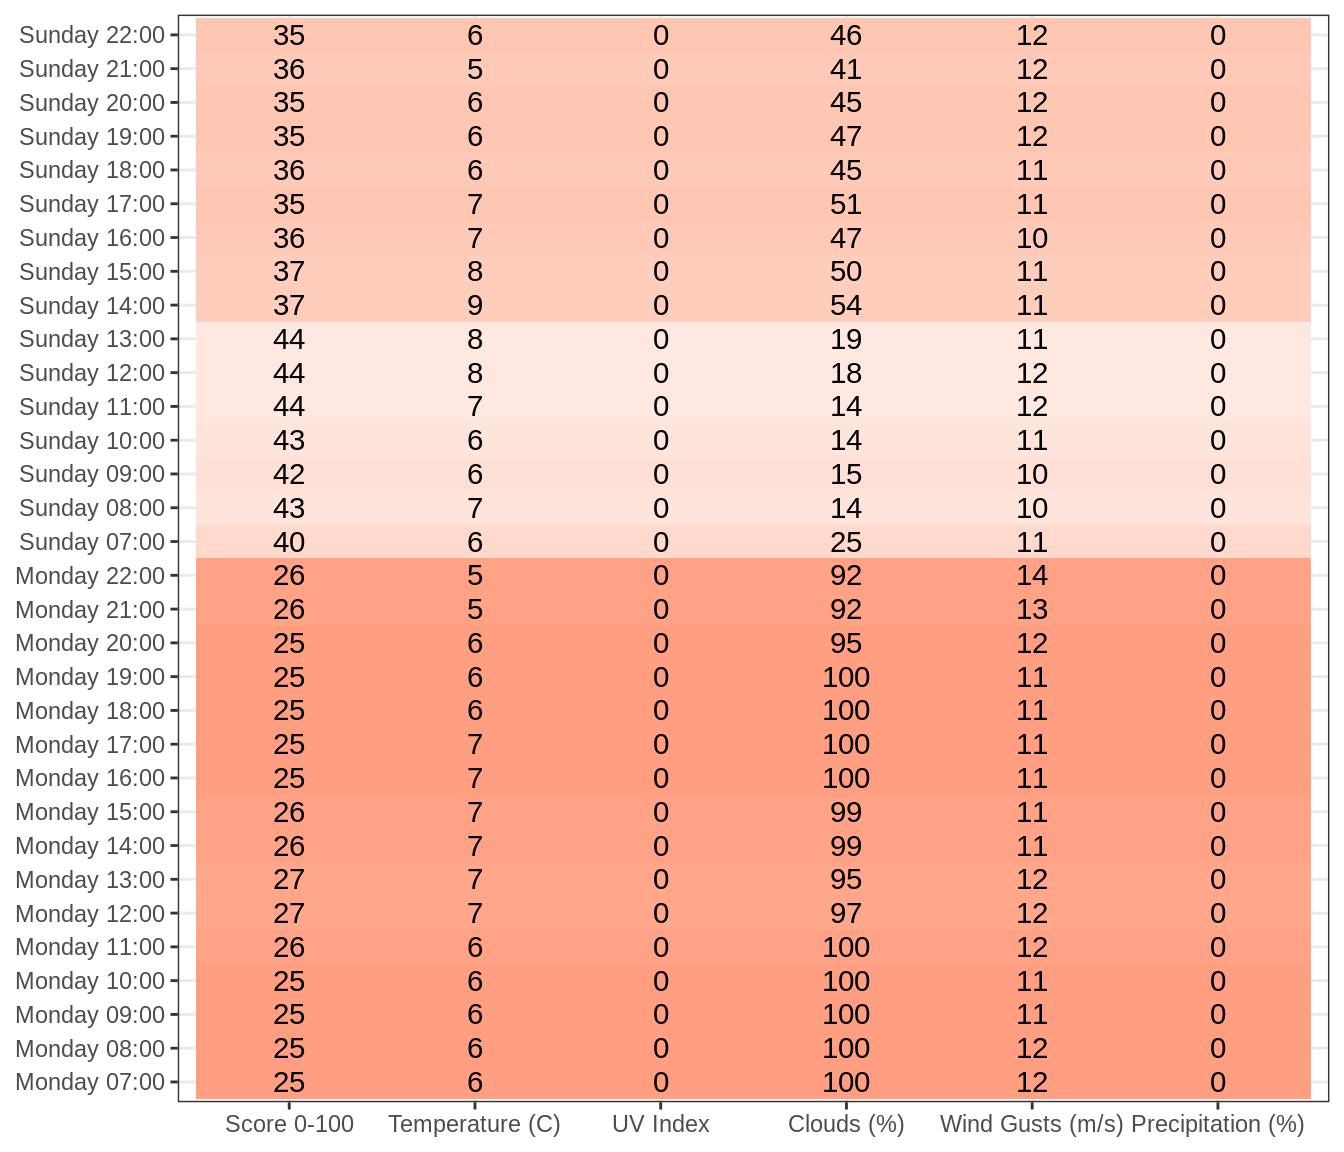 Sunday 22:00 35 6 0 46 12 0
Sunday 21:00 36 5 0 41 12 0
Sunday 20:00 35 6 0 45 12 0
Sunday 19:00 35 6 0 47 12 0
Sunday 18:00 36 6 0 45 11 0
Sunday 17:00 35 7 0 51 11 0
Sunday 16:00 36 7 0 47 10 0
Sunday 15:00 37 8 0 50 11 0
Sunday 14:00 37 9 0 54 11 0
Sunday 13:00 44 8 0 19 11 0
Sunday 12:00 44 8 0 18 12 0
Sunday 11:00 44 7 0 14 12 0
Sunday 10:00 43 6 0 14 11 0
Sunday 09:00 42 6 0 15 10 0
Sunday 08:00 43 7 0 14 10 0
Sunday 07:00 40 6 0 25 11 0
Monday 22:00 26 5 0 92 14 0
Monday 21:00 26 5 0 92 13 0
Monday 20:00 25 6 0 95 12 0
Monday 19:00 25 6 0 100 11 0
Monday 18:00 25 6 0 100 11 0
Monday 17:00 25 7 0 100 11 0
Monday 16:00 25 7 0 100 11 0
Monday 15:00 26 7 0 99 11 0
Monday 14:00 26 7 0 99 11 0
Monday 13:00 27 7 0 95 12 0
Monday 12:00 27 7 0 97 12 0
Monday 11:00 26 6 0 100 12 0
Monday 10:00 25 6 0 100 11 0
Monday 09:00 25 6 0 100 11 0
Monday 08:00 25 6 0 100 12 0
Monday 07:00 25 6 0 100 12 0
Score 0-100 Temperature (C) UV Index Clouds (%) Wind Gusts (m/s) Precipitation (%)